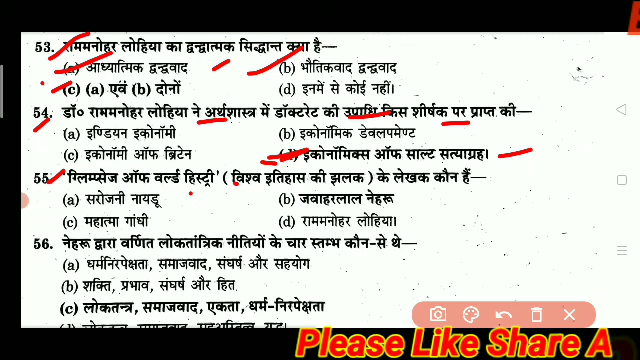 53. राममनोहर लोहिया का द्वन्द्वात्मक सिद्धान्त क्या है—
(a) आध्यात्मिक द्वन्दवाद (b) भौतिकवाद द्वन्दवाद
(c) (a) एवं (b) दोनों (d) इनमें से कोई नहीं।
54. डॉ० राममनोहर लोहिया ने अर्थशास्त्र में डॉक्टरेट की उपाधि किस शीर्षक पर प्राप्त की—
(a) इण्डियन इकोनॉमी (b) इकोनॉमिक डेवलपमेण्ट
(c) इकोनॉमी ऑफ ब्रिटेन (d) इकोनॉमिक्स ऑफ साल्ट सत्याग्रह।
55. 'ग्लिम्प्सेज ऑफ वर्ल्ड हिस्ट्री' (विश्व इतिहास की झलक) के लेखक कौन हैं—
(a) सरोजनी नायडू (b) जवाहरलाल नेहरू
(c) महात्मा गांधी (d) राममनोहर लोहिया।
56. नेहरू द्वारा वर्णित लोकतांत्रिक नीतियों के चार स्तम्भ कौन-से थे—
(a) धर्मनिरपेक्षता, समाजवाद, संघर्ष और सहयोग
(b) शक्ति, प्रभाव, संघर्ष और हित
(c) लोकतन्त्र, समाजवाद, एकता, धर्म-निरपेक्षता
Please Like Share A